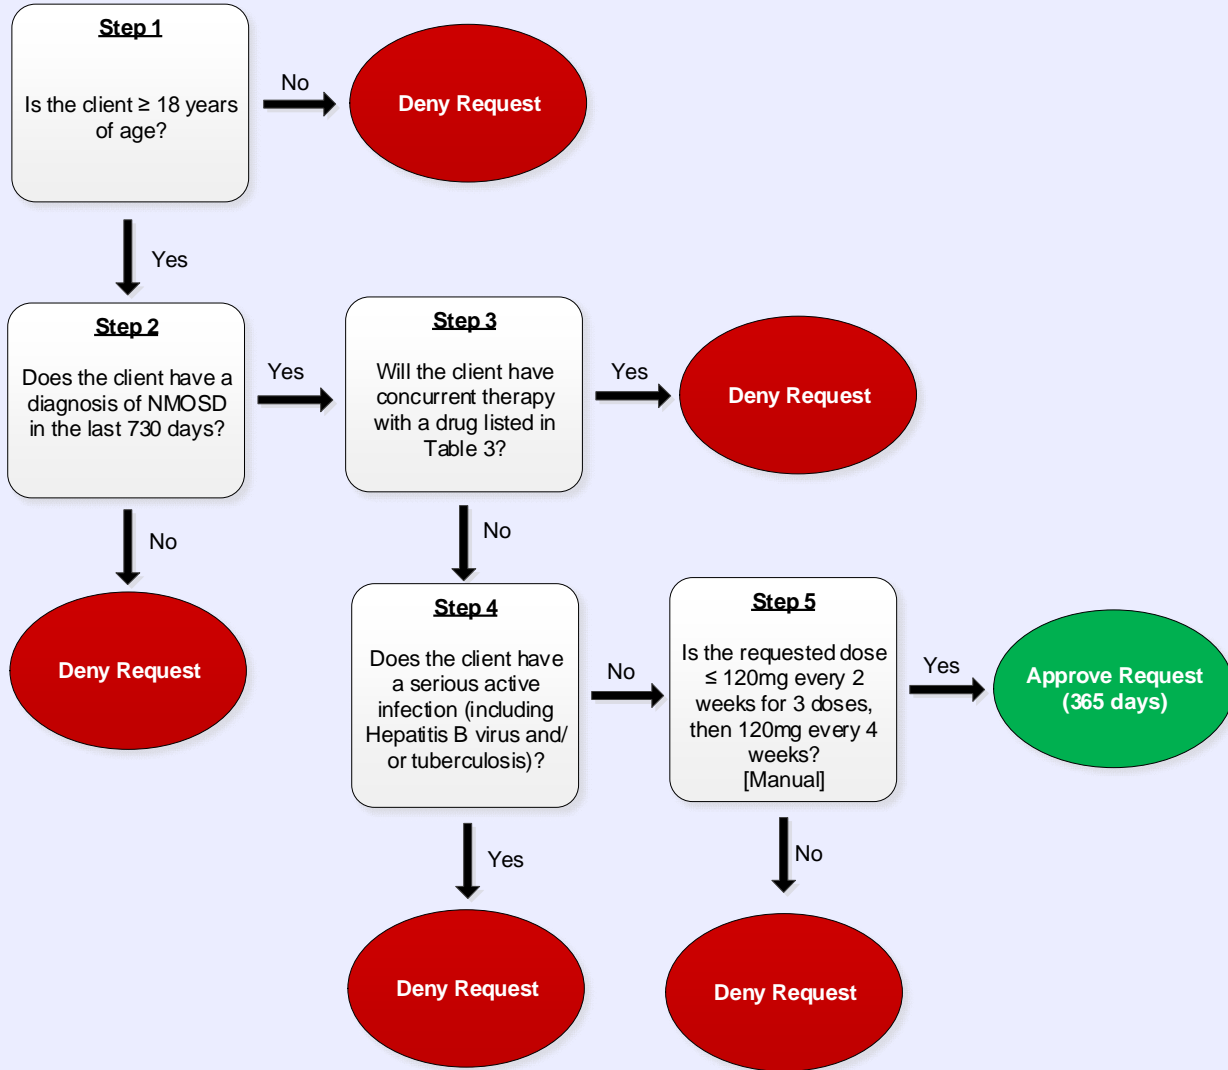 Step 1
Is the client ≥ 18 years
of age?
No
Deny Request
Yes
Step 2
Does the client have a
diagnosis of NMOSD
in the last 730 days?
Yes
Step 3
Will the client have
concurrent therapy
with a drug listed in
Table 3?
Yes
Deny Request
No
Deny Request
No
Step 4
Does the client have
a serious active
infection (including
Hepatitis B virus and/
or tuberculosis)?
No
Step 5
Is the requested dose
≤ 120mg every 2
weeks for 3 doses,
then 120mg every 4
weeks?
[Manual]
Yes
Approve Request
(365 days)
Yes
Deny Request
No
Deny Request